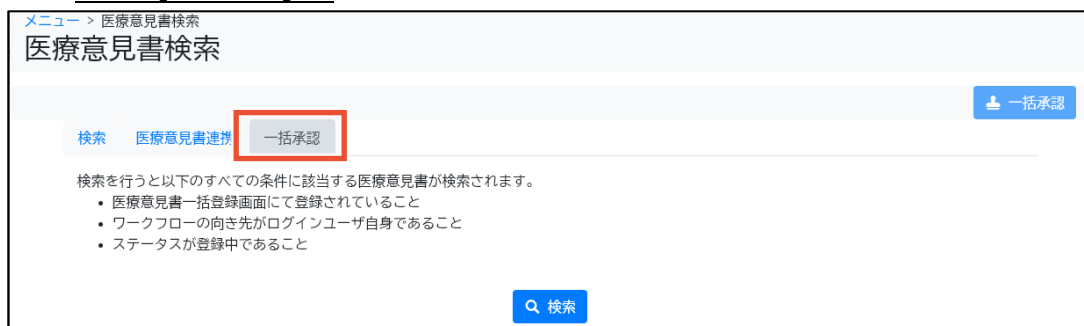 メニュー > 医療意見書検索
医療意見書検索
一括承認
検索 医療意見書連携 一括承認
検索を行うと以下のすべての条件に該当する医療意見書が検索されます。
• 医療意見書一括登録画面にて登録されていること
• ワークフローの向き先がログインユーザ自身であること
• ステータスが登録中であること
検索